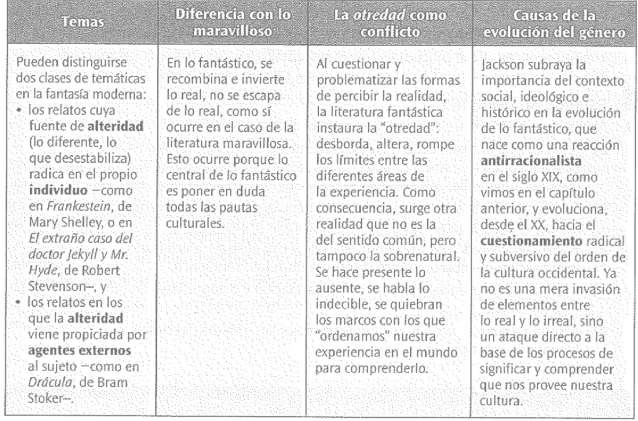 Temas
Pueden distinguirse
dos clases de temáticas
en la fantasía moderna:
• los relatos cuya
fuente de alteridad
(lo diferente, lo
que desestabiliza)
radica en el propio
individuo —como
en Frankestein, de
Mary Shelley, o en
El extraño caso del
doctor Jekyll y Mr.
Hyde, de Robert
Stevenson–, y
• los relatos en los
que la alteridad
viene propiciada por
agentes externos
al sujeto —como en
Drácula, de Bram
Stoker–.
Diferencia con lo
maravilloso
En lo fantástico, se
recombina e invierte
lo real, no se escapa
de lo real, como sí
ocurre en el caso de la
literatura maravillosa.
Esto ocurre porque lo
central de lo fantástico
es poner en duda
todas las pautas
culturales.
La otredad como
conflicto
Al cuestionar y
problematizar las formas
de percibir la realidad,
la literatura fantástica
instaura la "otredad":
desborda, altera, rompe
los límites entre las
diferentes áreas de
la experiencia. Como
consecuencia, surge otra
realidad que no es la
del sentido común, pero
tampoco la sobrenatural.
Se hace presente lo
ausente, se habla lo
indecible, se quiebran
los marcos con los que
"ordenamos" nuestra
experiencia en el mundo
para comprenderlo.
Causas de la
evolución del género
Jackson subraya la
importancia del contexto
social, ideológico e
histórico en la evolución
de lo fantástico, que
nace como una reacción
antirracionalista
en el siglo XIX, como
vimos en el capítulo
anterior, y evoluciona,
desde el XX, hacia el
cuestionamiento radical
y subversivo del orden de
la cultura occidental. Ya
no es una mera invasión
de elementos entre
lo real y lo irreal, sino
un ataque directo a la
base de los procesos de
significar y comprender
que nos provee nuestra
cultura.